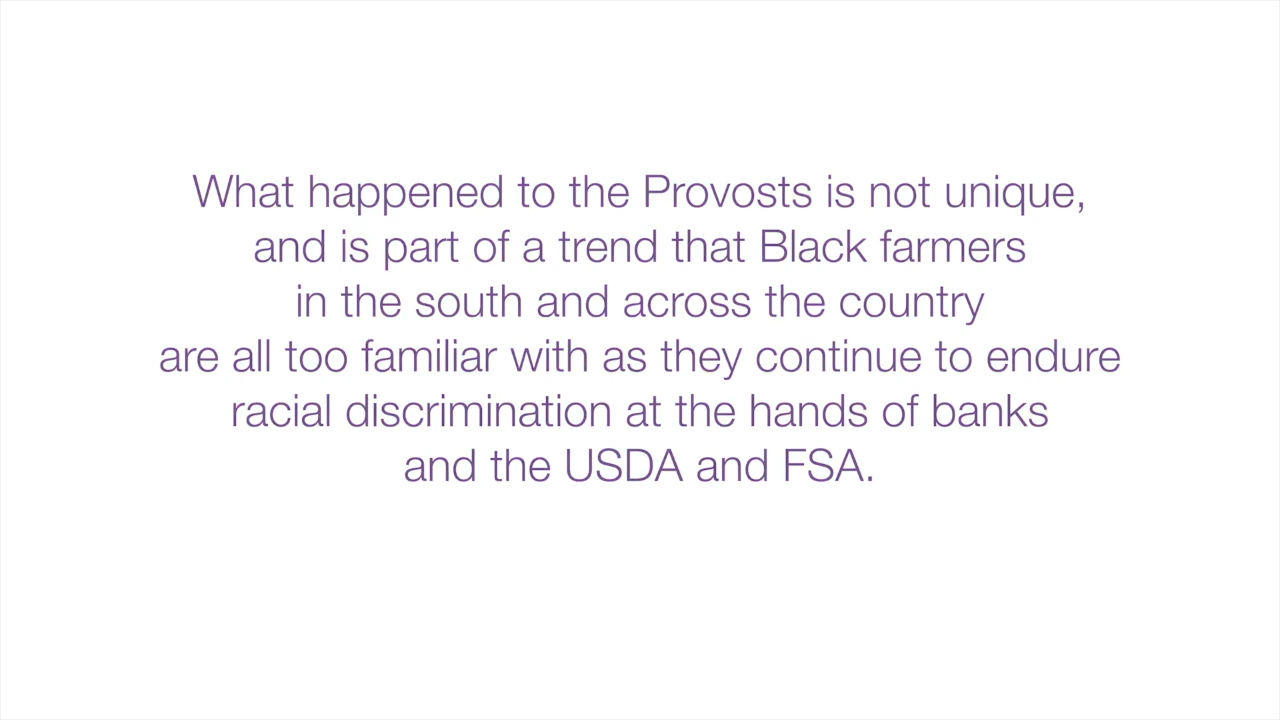 What happened to the Provosts is not unique,
and is part of a trend that Black farmers
in the south and across the country
are all too familiar with as they continue to endure
racial discrimination at the hands of banks
and the USDA and FSA.